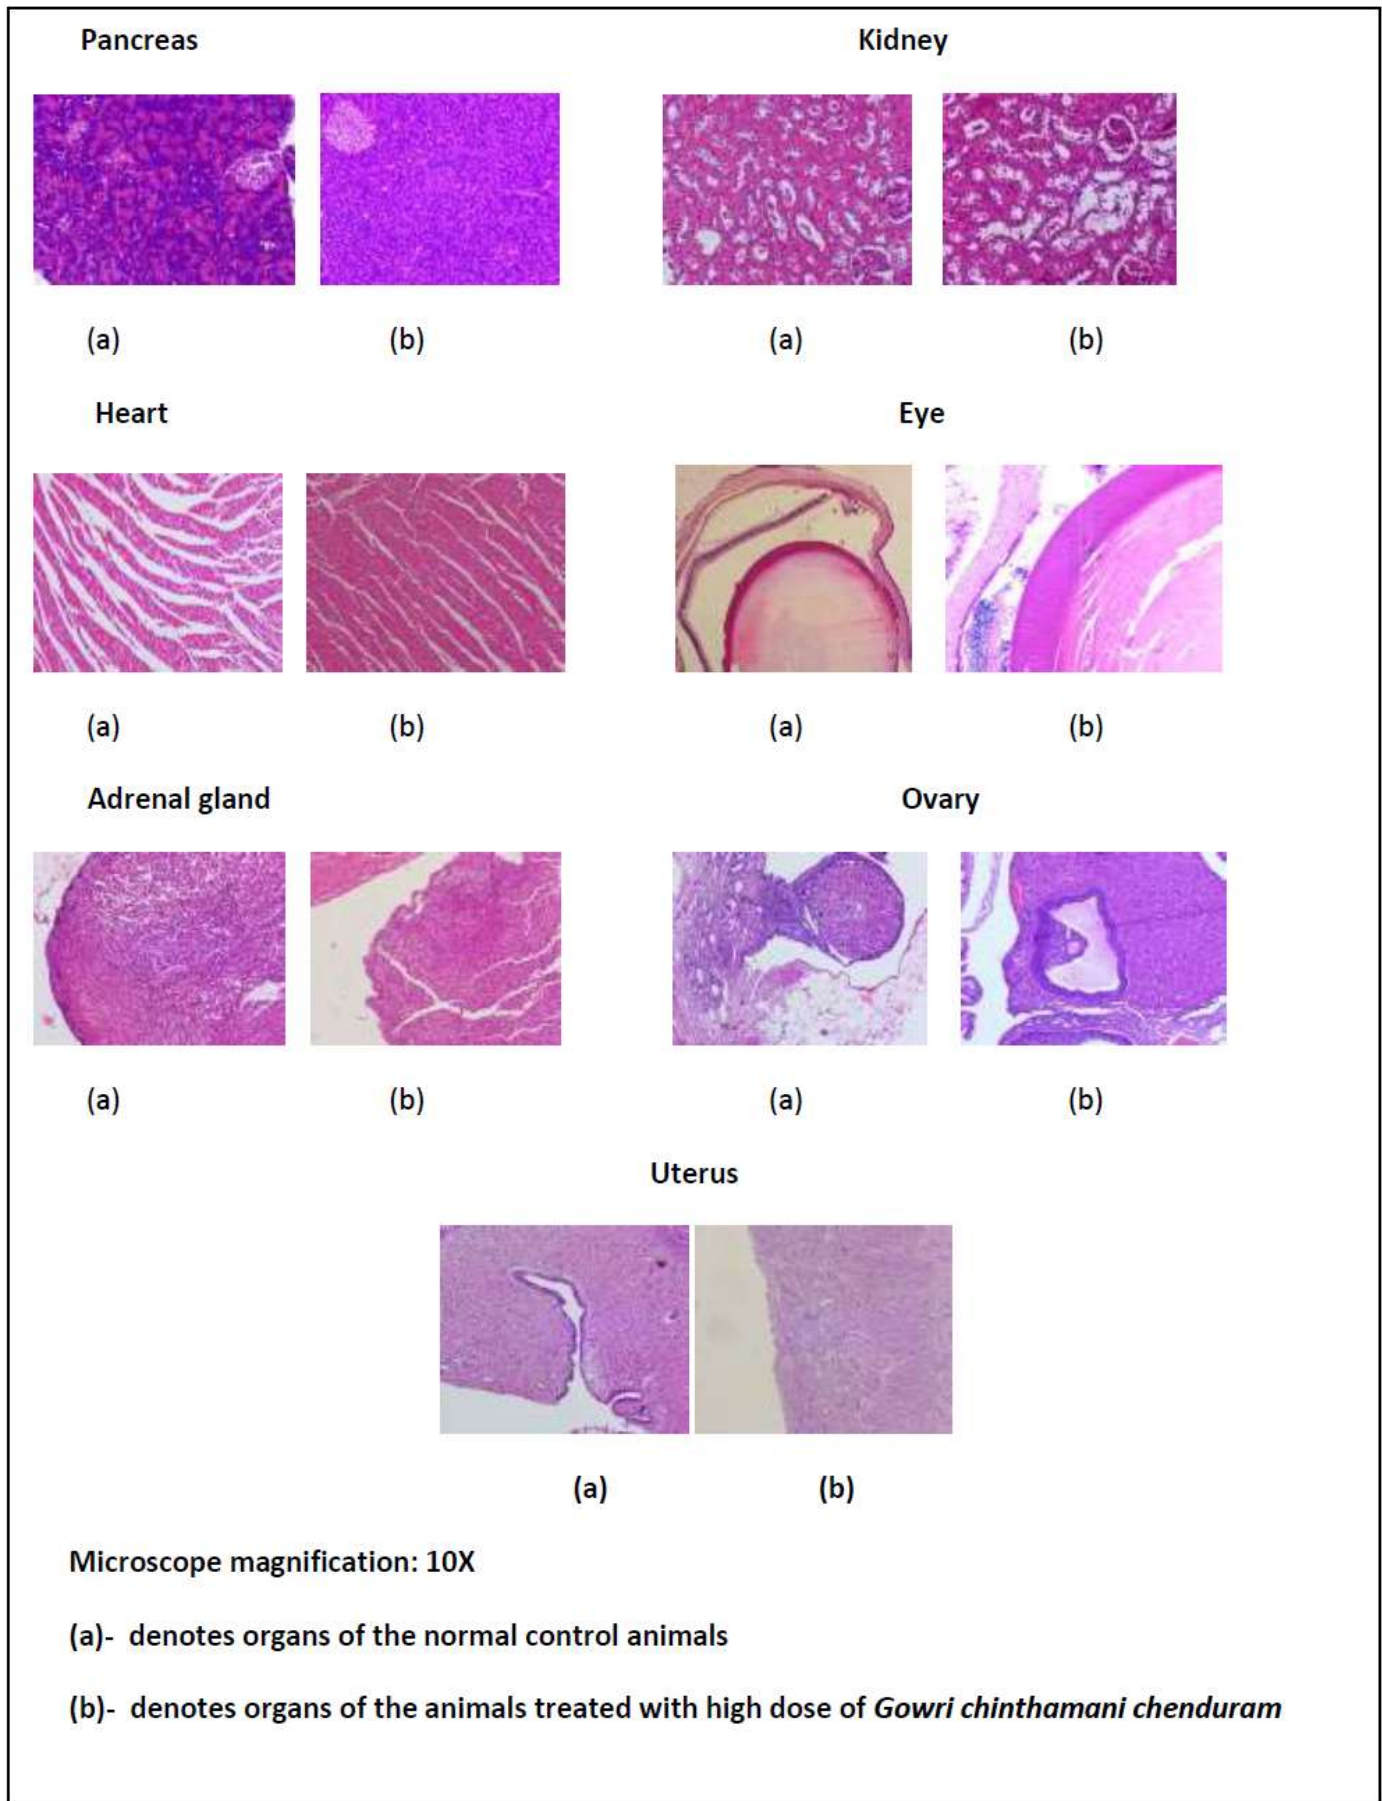 Pancreas Kidney
(a) (b) (a) (b)
Heart Eye
(a) (b) (a) (b)
Adrenal gland Ovary
(a) (b) (a) (b)
Uterus
(a) (b)
Microscope magnification: 10X
(a)- denotes organs of the normal control animals
(b)- denotes organs of the animals treated with high dose of Gowri chinthamani chenduram